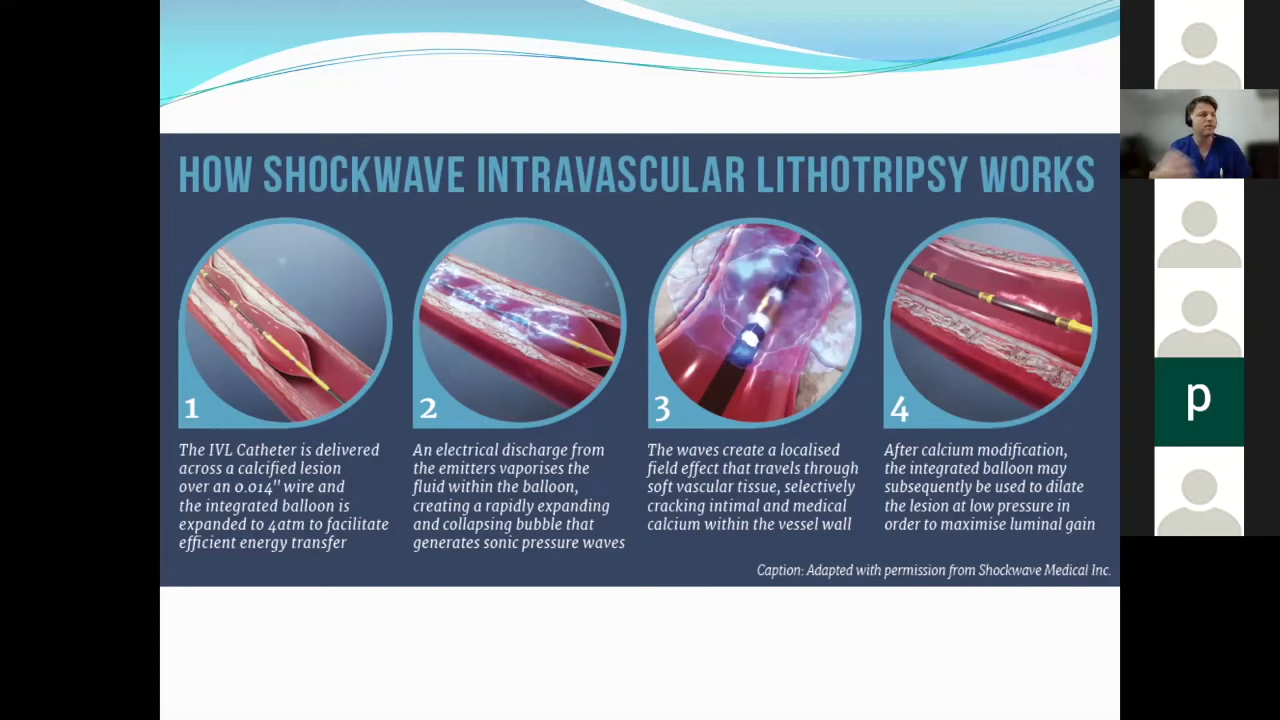 HOW SHOCKWAVE INTRAVASCULAR LITHOTRIPSY WORKS
1
The IVL Catheter is delivered
across a calcified lesion
over an 0.014" wire and
the integrated balloon is
expanded to 4atm to facilitate
efficient energy transfer
2
An electrical discharge from
the emitters vaporises the
fluid within the balloon,
creating a rapidly expanding
and collapsing bubble that
generates sonic pressure waves
3
The waves create a localised
field effect that travels through
soft vascular tissue, selectively
cracking intimal and medical
calcium within the vessel wall
4
After calcium modification,
the integrated balloon may
subsequently be used to dilate
the lesion at low pressure in
order to maximise luminal gain
Caption: Adapted with permission from Shockwave Medical Inc.
p